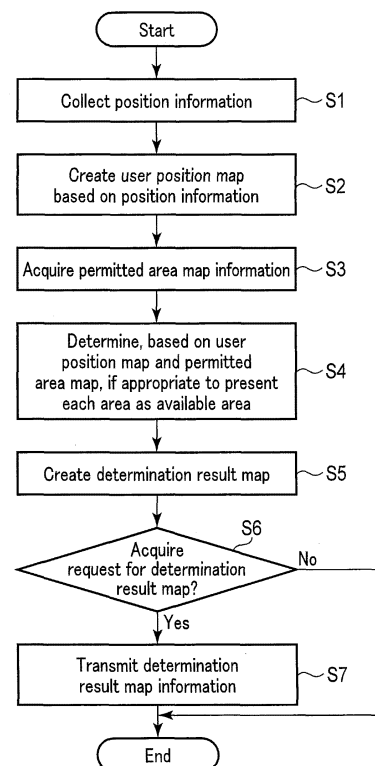 Start
Collect position information
S1
Create user position map
based on position information
S2
Acquire permitted area map information
S3
Determine, based on user
position map and permitted
area map, if appropriate to present
each area as available area
S4
Create determination result map
S5
S6
Acquire
request for determination
result map?
No
Yes
Transmit determination
result map information
S7
End